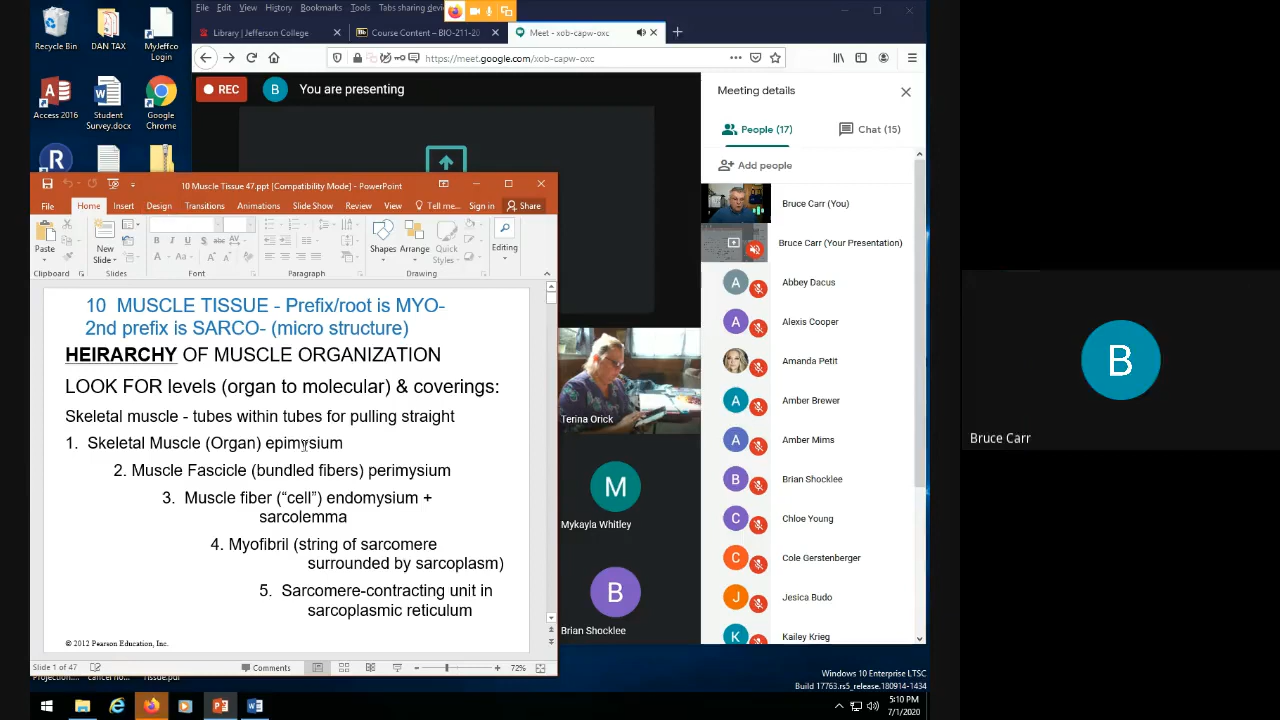 Recycle Bin
DAN TAX
MyJeffco
Login
Access 2016
Student
Survey.docx
Google
Chrome
File Edit View History Bookmarks Tools Tabs sharing device
Library | Jefferson College
Course Content – BIO-211-20
Meet - xob-capw-oxc
https://meet.google.com/xob-capw-oxc
REC
B
You are presenting
Meeting details
People (17)
Chat (15)
Add people
Bruce Carr (You)
Bruce Carr (Your Presentation)
A Abbey Dacus
A Alexis Cooper
Amanda Petit
A Amber Brewer
A Amber Mims
B Brian Shocklee
C Chloe Young
C Cole Gerstenberger
J Jesica Budo
K Kailey Krieg
Terina Orick
M
Mykayla Whitley
B
Brian Shocklee
10 Muscle Tissue 47.ppt [Compatibility Mode] - PowerPoint
File Home Insert Design Transitions Animations Slide Show Review View Tell me... Sign in Share
Paste
New
Slide
Shapes Arrange Quick
Styles
Editing
Clipboard Slides Font Paragraph Drawing
10 MUSCLE TISSUE - Prefix/root is MYO-
2nd prefix is SARCO- (micro structure)
HEIRARCHY OF MUSCLE ORGANIZATION
LOOK FOR levels (organ to molecular) & coverings:
Skeletal muscle - tubes within tubes for pulling straight
1. Skeletal Muscle (Organ) epimysium
2. Muscle Fascicle (bundled fibers) perimysium
3. Muscle fiber (“cell”) endomysium +
sarcolemma
4. Myofibril (string of sarcomere
surrounded by sarcoplasm)
5. Sarcomere-contracting unit in
sarcoplasmic reticulum
© 2012 Pearson Education, Inc.
Slide 1 of 47
Comments
72%
Windows 10 Enterprise LTSC
Build 17763.rs5_release.180914-1434
5:10 PM
7/1/2020
B
Bruce Carr